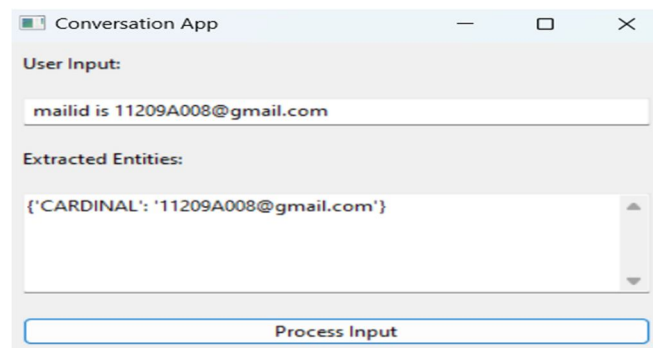 Conversation App
User Input:
mailid is 11209A008@gmail.com
Extracted Entities:
{'CARDINAL': '11209A008@gmail.com'}
Process Input